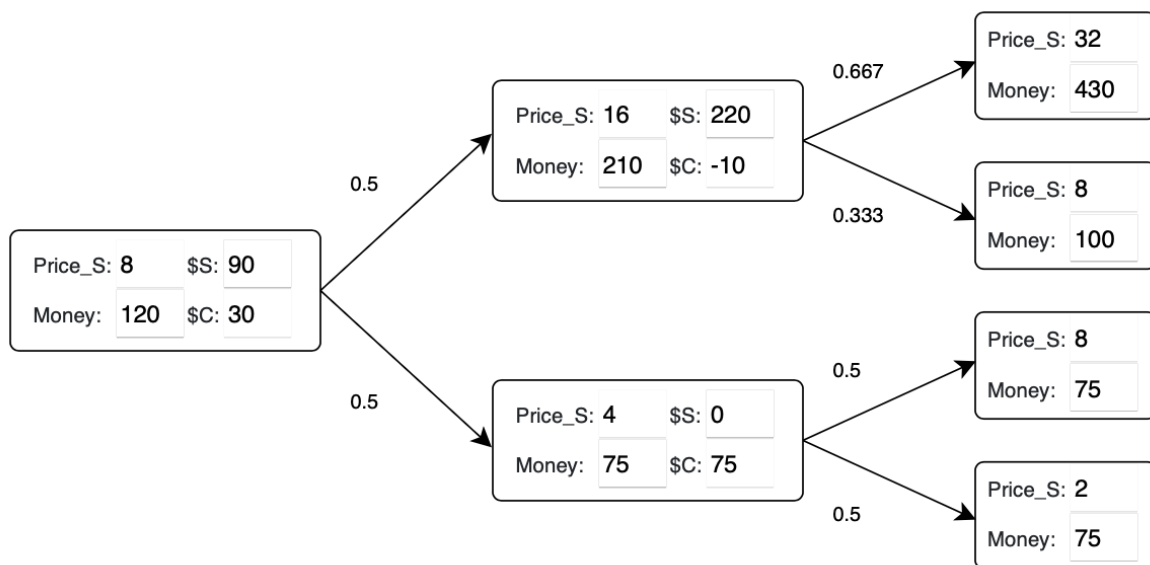 Price_S: 8 $S: 90
Money: 120 $C: 30
0.5
0.5
Price_S: 16 $S: 220
Money: 210 $C: -10
Price_S: 4 $S: 0
Money: 75 $C: 75
0.667
0.333
0.5
0.5
Price_S: 32
Money: 430
Price_S: 8
Money: 100
Price_S: 8
Money: 75
Price_S: 2
Money: 75